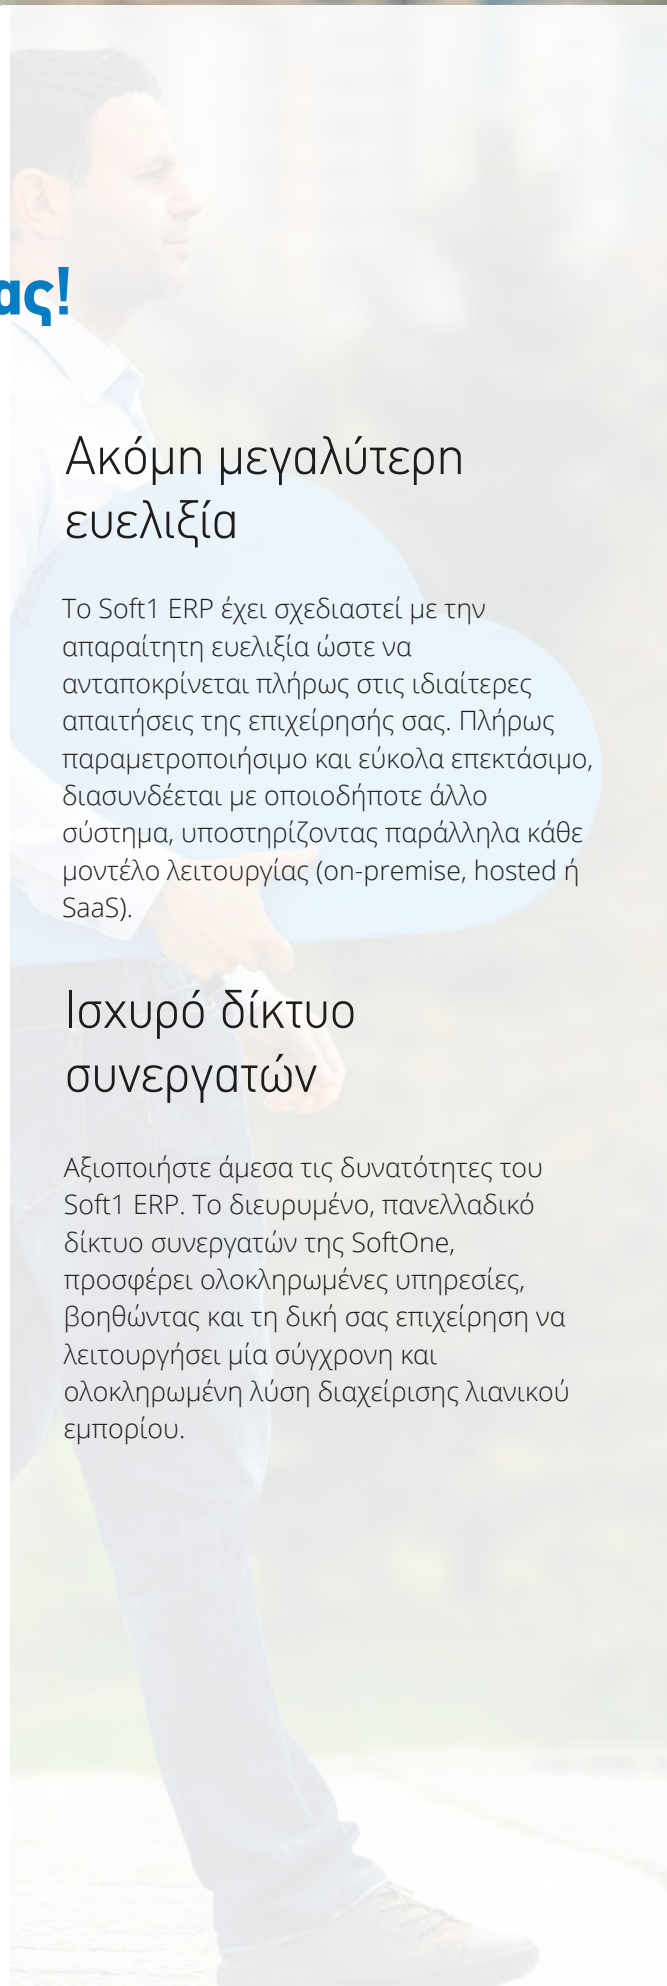 ας!
Ακόμη μεγαλύτερη
ευελιξία
Το Soft1 ERP έχει σχεδιαστεί με την
απαραίτητη ευελιξία ώστε να
ανταποκρίνεται πλήρως στις ιδιαίτερες
απαιτήσεις της επιχείρησής σας. Πλήρως
παραμετροποιήσιμο και εύκολα επεκτάσιμο,
διασυνδέεται με οποιοδήποτε άλλο
σύστημα, υποστηρίζοντας παράλληλα κάθε
μοντέλο λειτουργίας (on-premise, hosted ή
SaaS).
Ισχυρό δίκτυο
συνεργατών
Αξιοποιήστε άμεσα τις δυνατότητες του
Soft1 ERP. Το διευρυμένο, πανελλαδικό
δίκτυο συνεργατών της SoftOne,
προσφέρει ολοκληρωμένες υπηρεσίες,
βοηθώντας και τη δική σας επιχείρηση να
λειτουργήσει μία σύγχρονη και
ολοκληρωμένη λύση διαχείρισης λιανικού
εμπορίου.